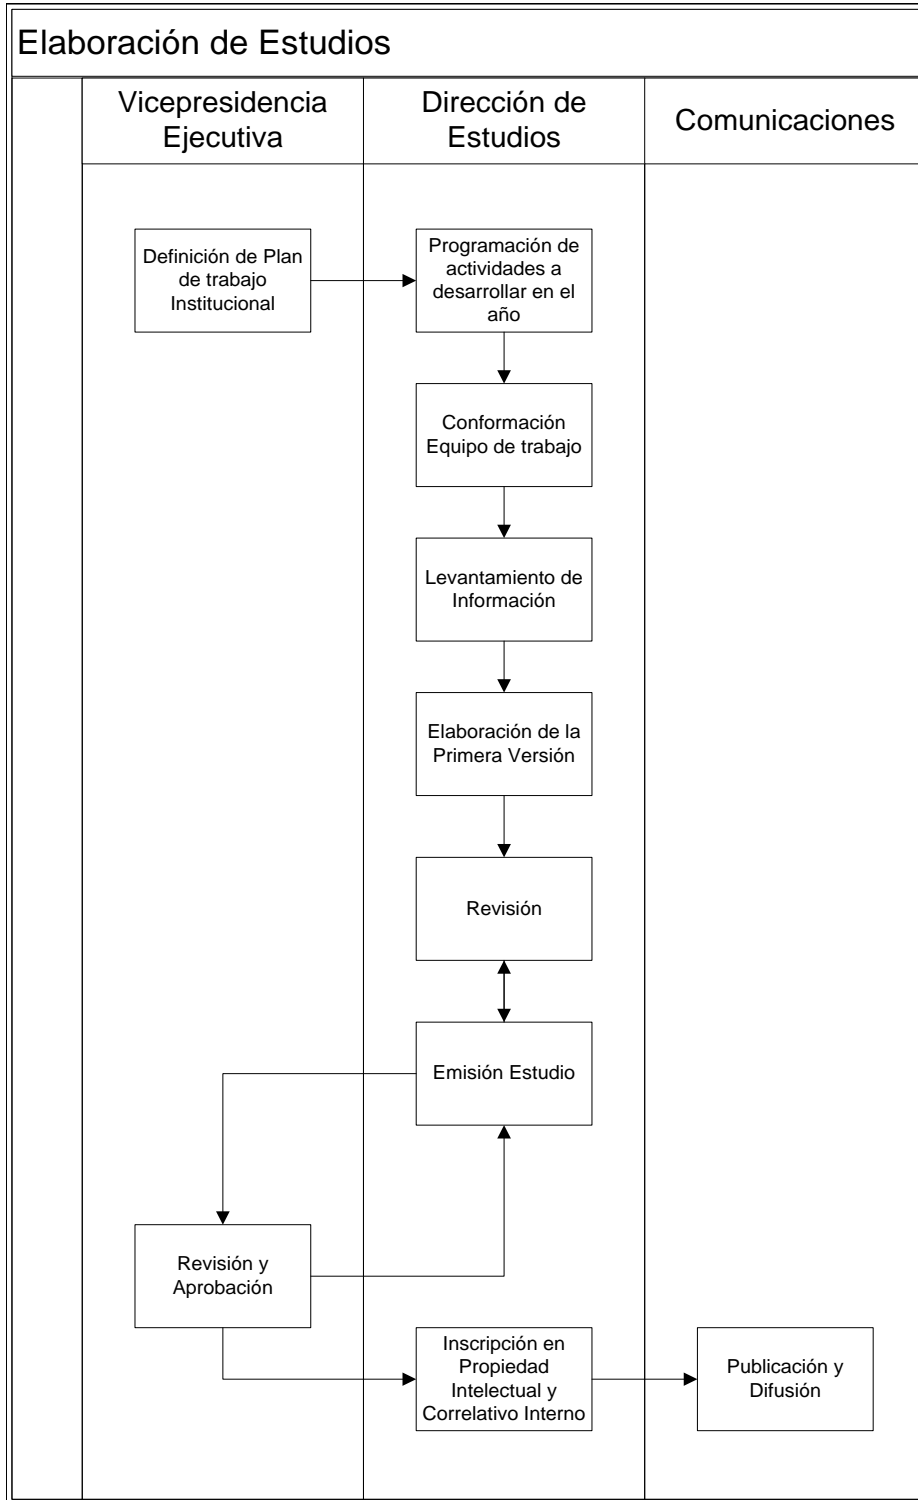 Elaboración de Estudios
Vicepresidencia
Ejecutiva
Dirección de
Estudios
Comunicaciones
Definición de Plan
de trabajo
Institucional
Programación de
actividades a
desarrollar en el
año
Conformación
Equipo de trabajo
Levantamiento de
Información
Elaboración de la
Primera Versión
Revisión
Emisión Estudio
Revisión y
Aprobación
Inscripción en
Propiedad
Intelectual y
Correlativo Interno
Publicación y
Difusión